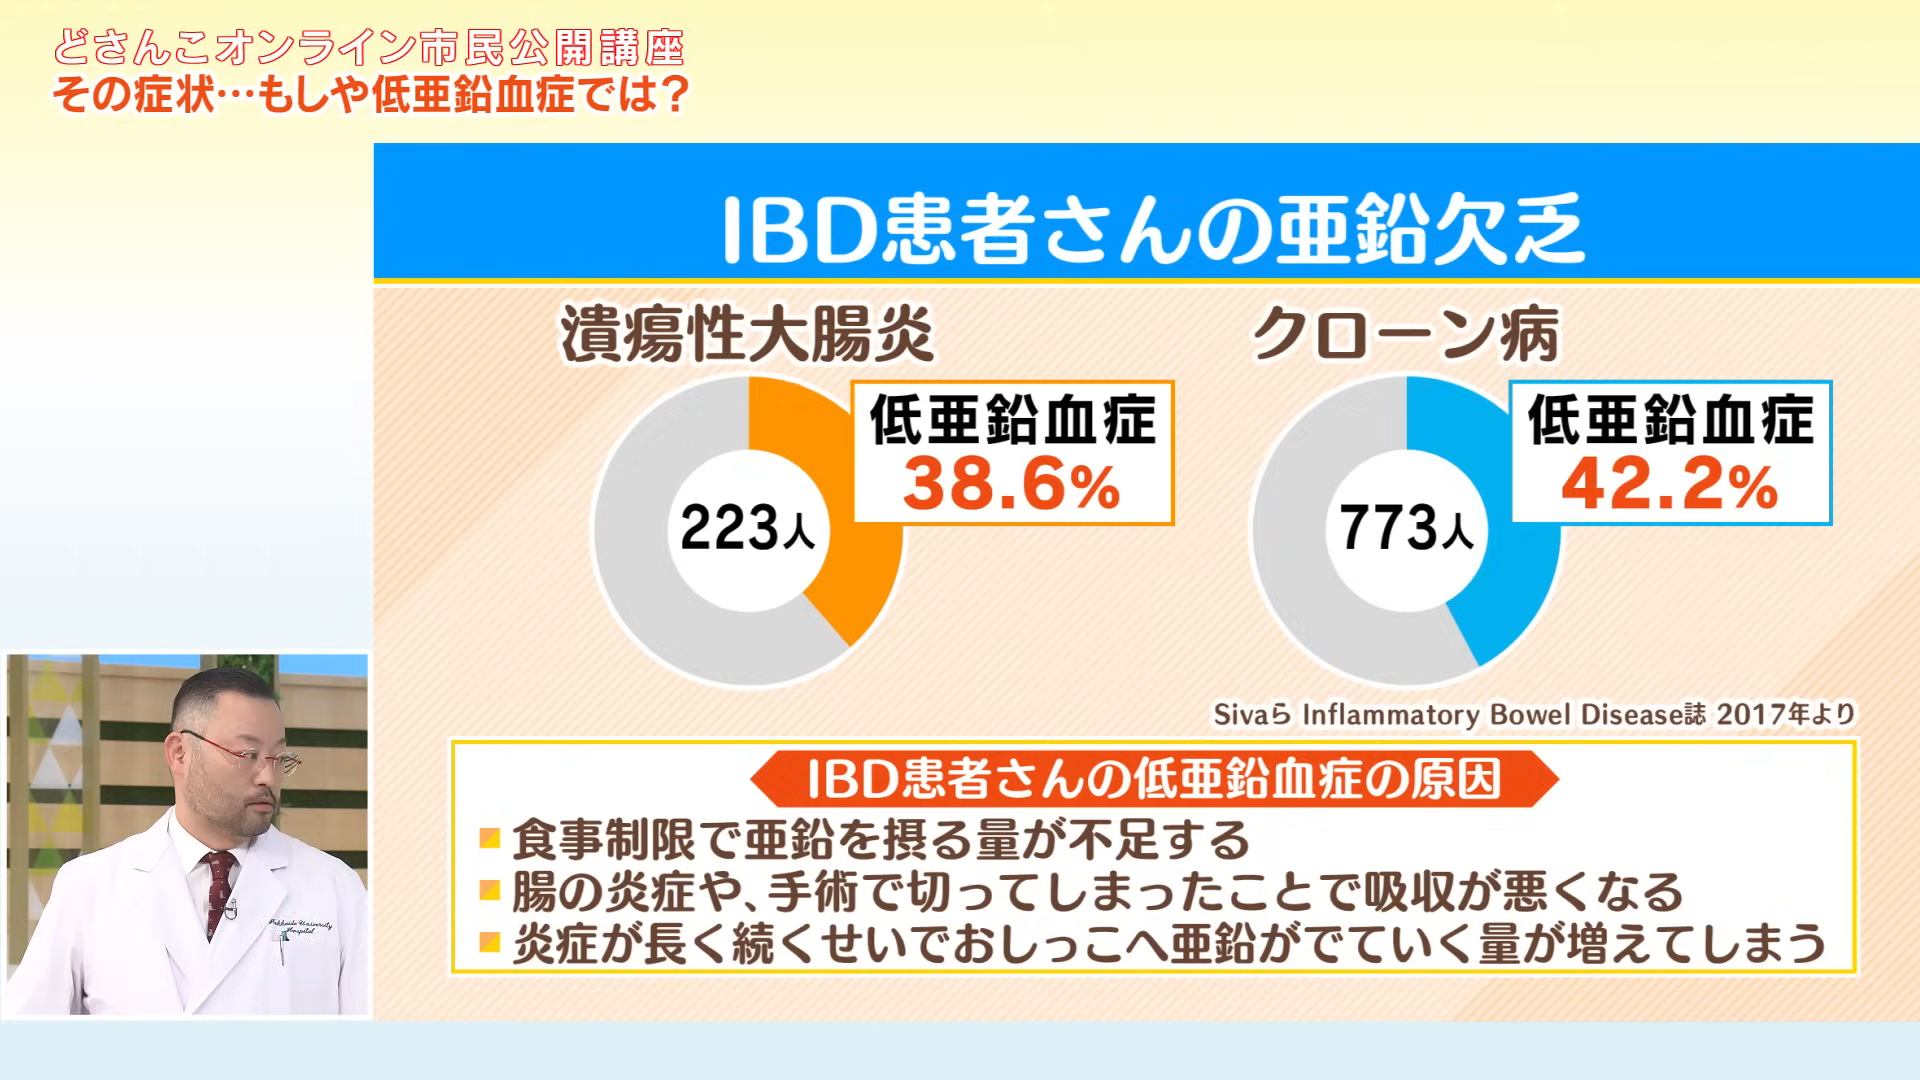 どさんこオンライン市民公開講座
その症状…もしや低亜鉛血症では？
IBD患者さんの亜鉛欠乏
潰瘍性大腸炎
低亜鉛血症
38.6%
223人
クローン病
低亜鉛血症
42.2%
773人
Sivaら Inflammatory Bowel Disease誌 2017年より
IBD患者さんの低亜鉛血症の原因
食事制限で亜鉛を摂る量が不足する
腸の炎症や、手術で切ってしまったことで吸収が悪くなる
炎症が長く続くせいでおしっこへ亜鉛がでていく量が増えてしまう
Hokkaido University
Hospital